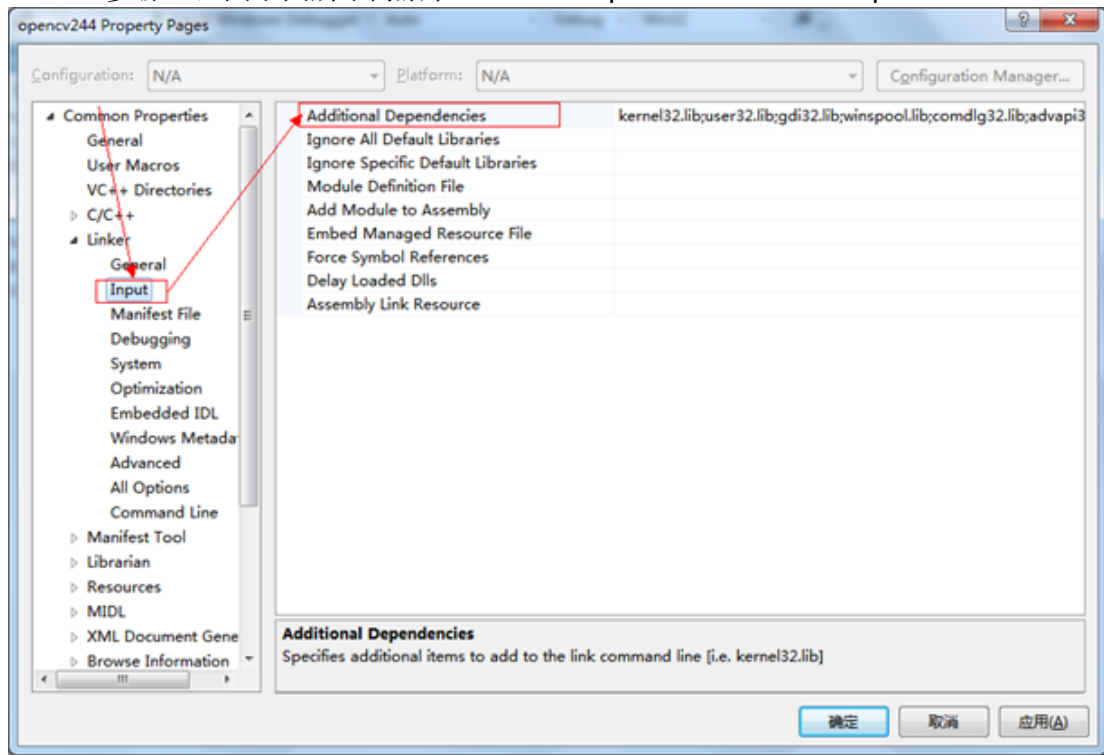 opencv244 Property Pages
Configuration: N/A Platform: N/A Configuration Manager...
Common Properties
General
User Macros
VC++ Directories
C/C++
Linker
General
Input
Manifest File
Debugging
System
Optimization
Embedded IDL
Windows Metada
Advanced
All Options
Command Line
Manifest Tool
Librarian
Resources
MIDL
XML Document Gene
Browse Information
Additional Dependencies kernel32.lib;user32.lib;gdi32.lib;winspool.lib;comdlg32.lib;advapi3
Ignore All Default Libraries
Ignore Specific Default Libraries
Module Definition File
Add Module to Assembly
Embed Managed Resource File
Force Symbol References
Delay Loaded Dlls
Assembly Link Resource
Additional Dependencies
Specifies additional items to add to the link command line [i.e. kernel32.lib]
确定 取消 应用(A)